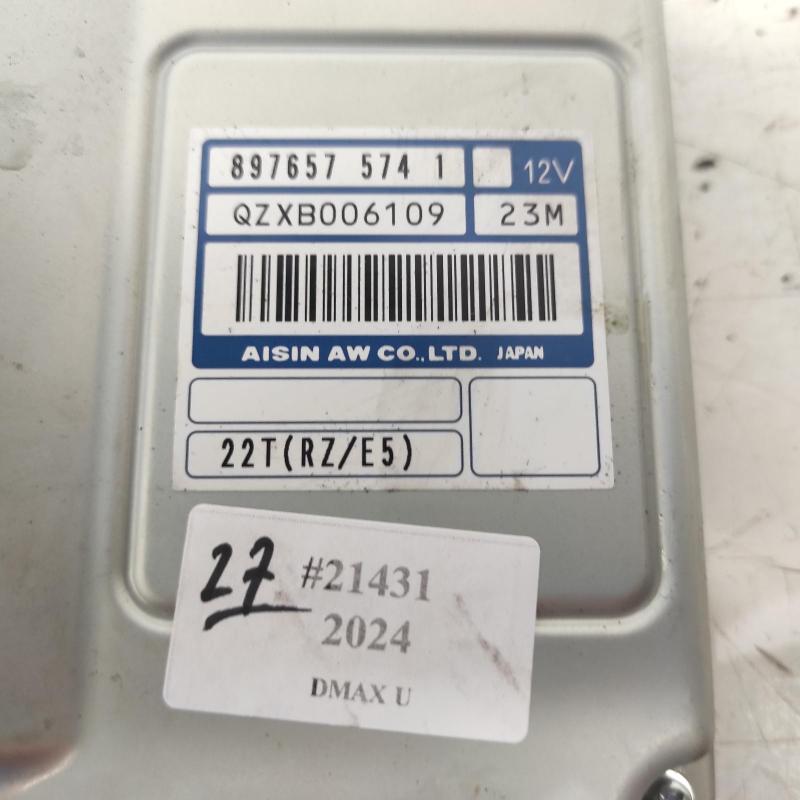 897657 574 1 12V
QZXB006109 23M
AISIN AW CO.,LTD. JAPAN
22T(RZ/E5)
27 #21431
2024
DMAX U